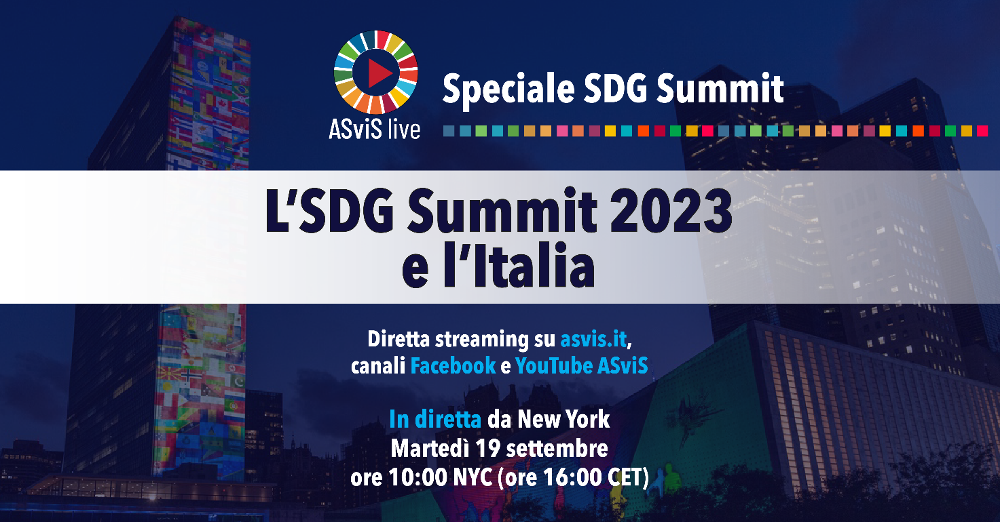 ASviS live
Speciale SDG Summit
L’SDG Summit 2023
e l’Italia
Diretta streaming su asvis.it,
canali Facebook e YouTube ASviS
In diretta da New York
Martedì 19 settembre
ore 10:00 NYC (ore 16:00 CET)